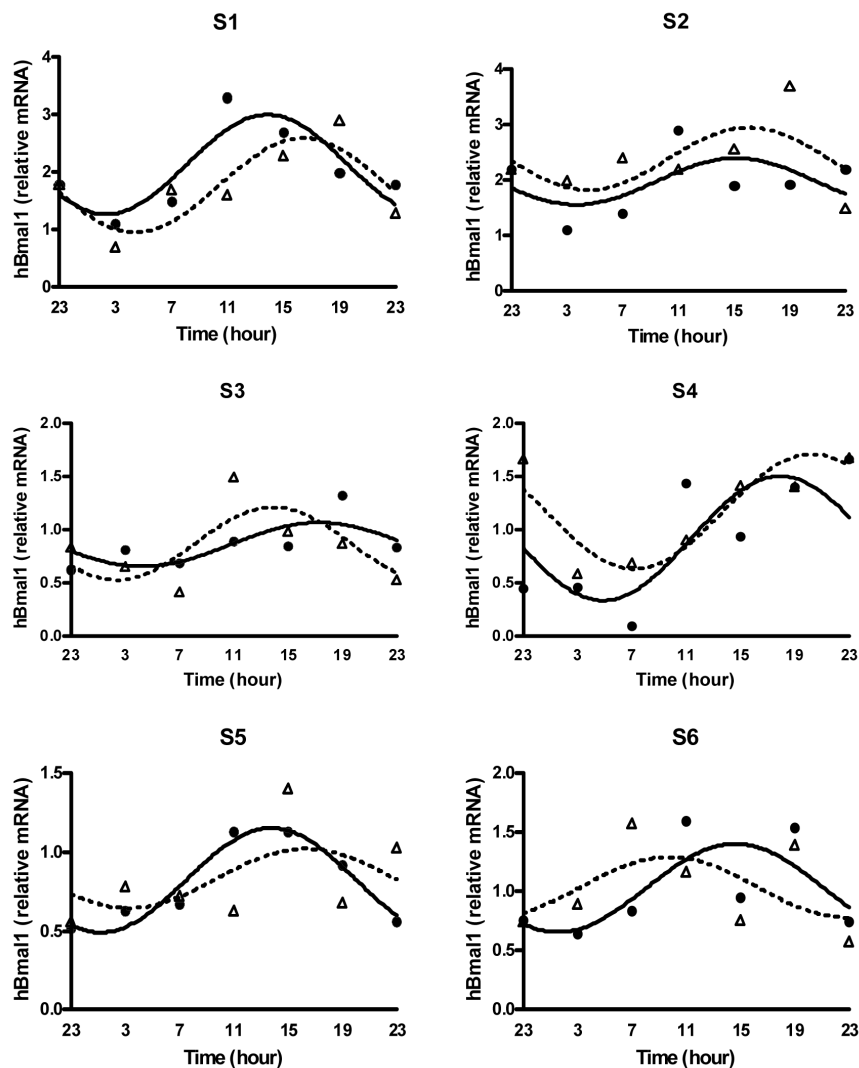 S1
hBmal1 (relative mRNA)
4
3
2
1
0
23 3 7 11 15 19 23
Time (hour)
S2
hBmal1 (relative mRNA)
4
3
2
1
0
23 3 7 11 15 19 23
Time (hour)
S3
hBmal1 (relative mRNA)
2.0
1.5
1.0
0.5
0.0
23 3 7 11 15 19 23
Time (hour)
S4
hBmal1 (relative mRNA)
2.0
1.5
1.0
0.5
0.0
23 3 7 11 15 19 23
Time (hour)
S5
hBmal1 (relative mRNA)
1.5
1.0
0.5
0.0
23 3 7 11 15 19 23
Time (hour)
S6
hBmal1 (relative mRNA)
2.0
1.5
1.0
0.5
0.0
23 3 7 11 15 19 23
Time (hour)